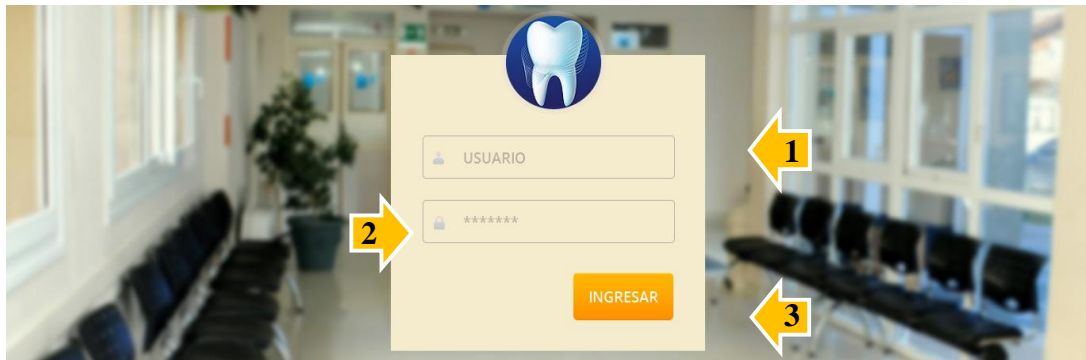 USUARIO
1
*******
2
INGRESAR
3